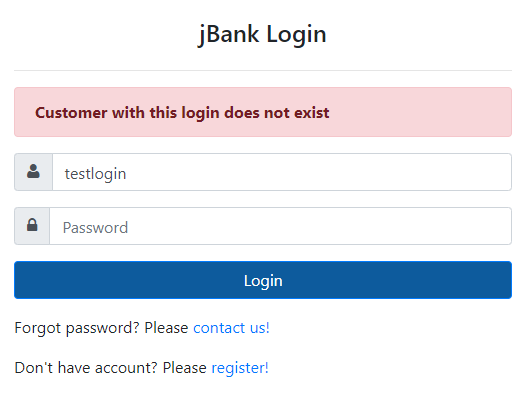 jBank Login
Customer with this login does not exist
testlogin
Password
Login
Forgot password? Please contact us!
Don't have account? Please register!